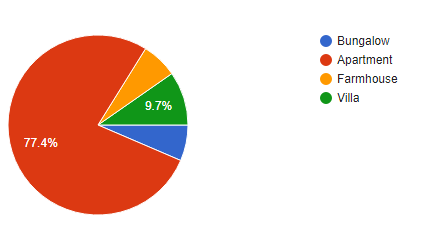 Bungalow
Apartment
Farmhouse
Villa
9.7%
77.4%